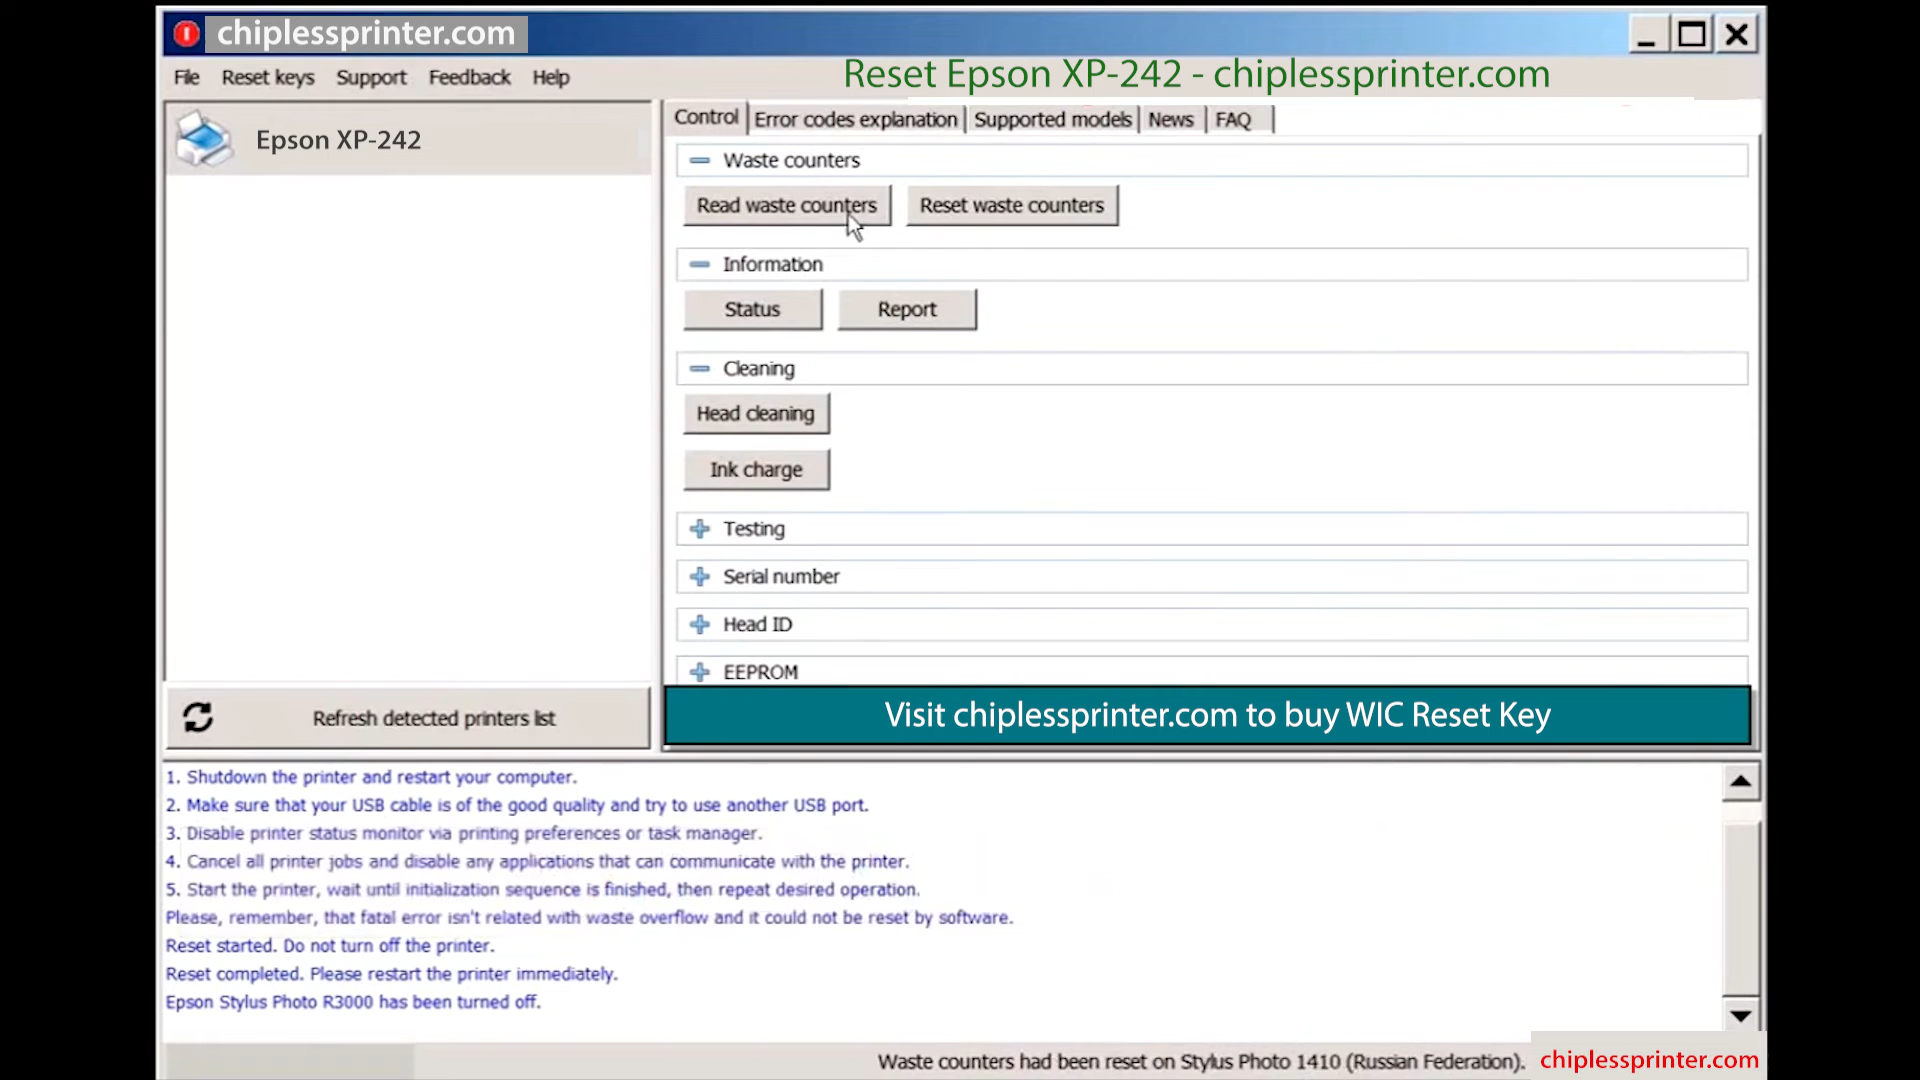 chiplessprinter.com
File Reset keys Support Feedback Help
Reset Epson XP-242 - chiplessprinter.com
Epson XP-242
Control Error codes explanation Supported models News FAQ
Waste counters
Read waste counters Reset waste counters
Information
Status Report
Cleaning
Head cleaning
Ink charge
Testing
Serial number
Head ID
EEPROM
Refresh detected printers list
Visit chiplessprinter.com to buy WIC Reset Key
1. Shutdown the printer and restart your computer.
2. Make sure that your USB cable is of the good quality and try to use another USB port.
3. Disable printer status monitor via printing preferences or task manager.
4. Cancel all printer jobs and disable any applications that can communicate with the printer.
5. Start the printer, wait until initialization sequence is finished, then repeat desired operation.
Please, remember, that fatal error isn't related with waste overflow and it could not be reset by software.
Reset started. Do not turn off the printer.
Reset completed. Please restart the printer immediately.
Epson Stylus Photo R3000 has been turned off.
Waste counters had been reset on Stylus Photo 1410 (Russian Federation).
chiplessprinter.com